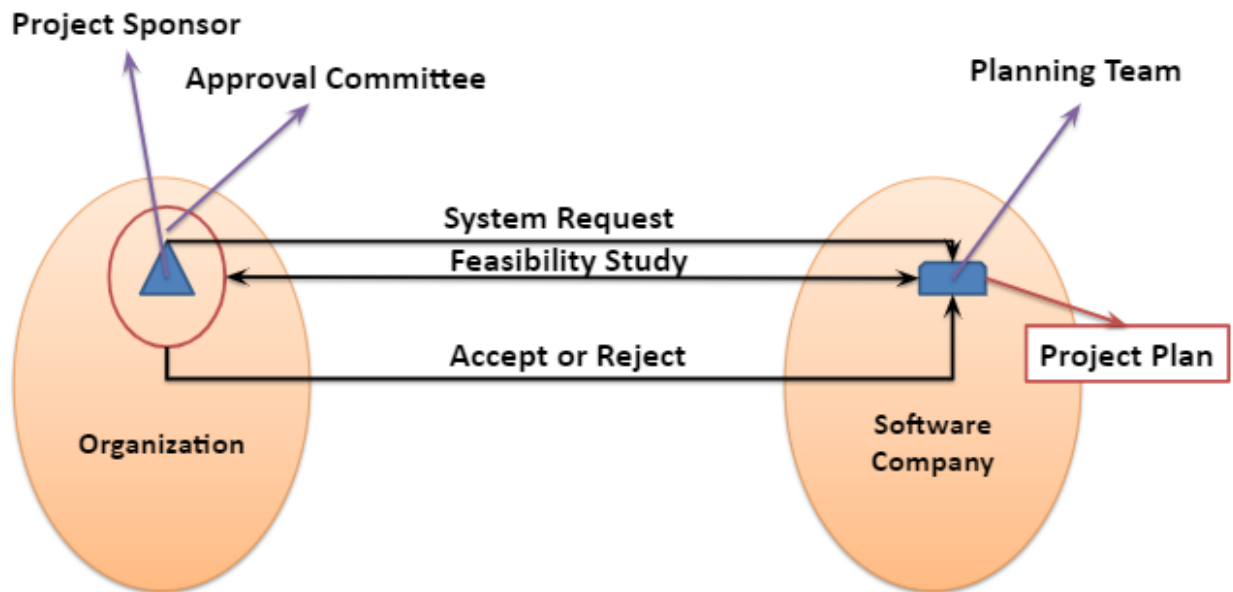 Project Sponsor
Approval Committee
Planning Team
System Request
Feasibility Study
Accept or Reject
Project Plan
Organization
Software
Company